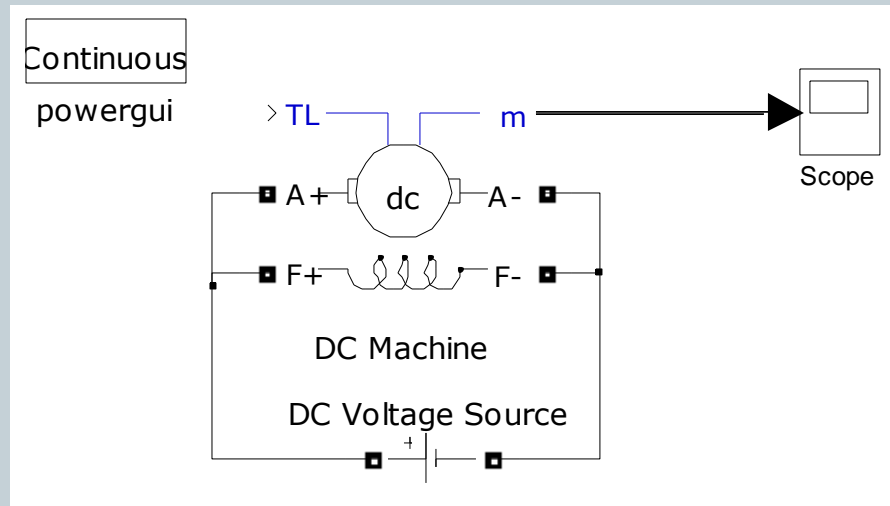 Continuous
powergui
TL
m
Scope
A+
dc
A-
F+
F-
DC Machine
DC Voltage Source
+